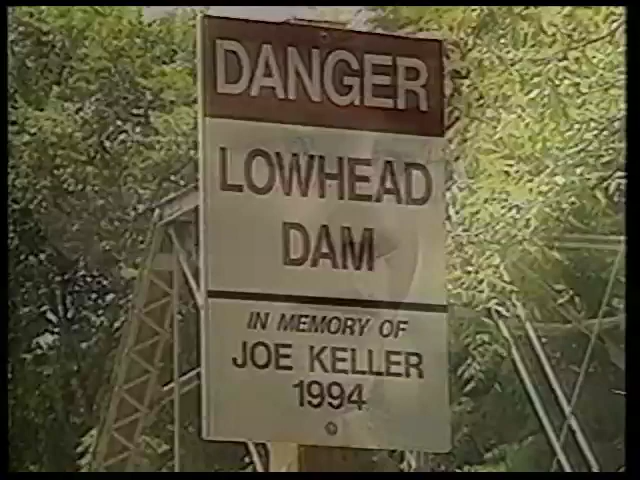 DANGER
LOWHEAD
DAM
IN MEMORY OF
JOE KELLER
1994